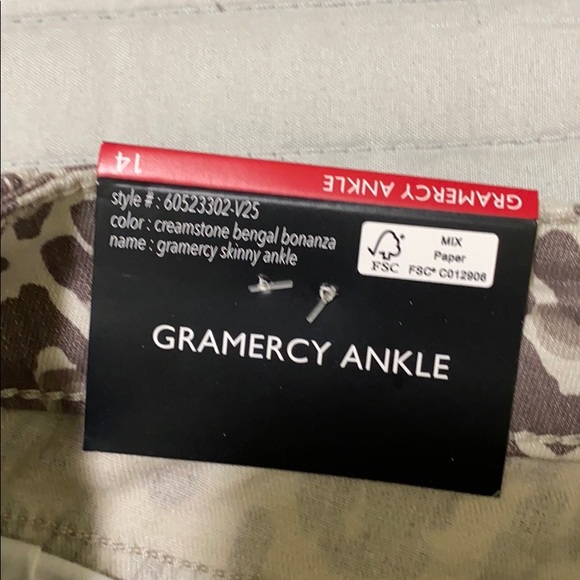 14
GRAMERCY ANKLE
style # : 60523302-V25
color : creamstone bengal bonanza
name : gramercy skinny ankle
FSC
MIX
Paper
FSC® C012906
GRAMERCY ANKLE